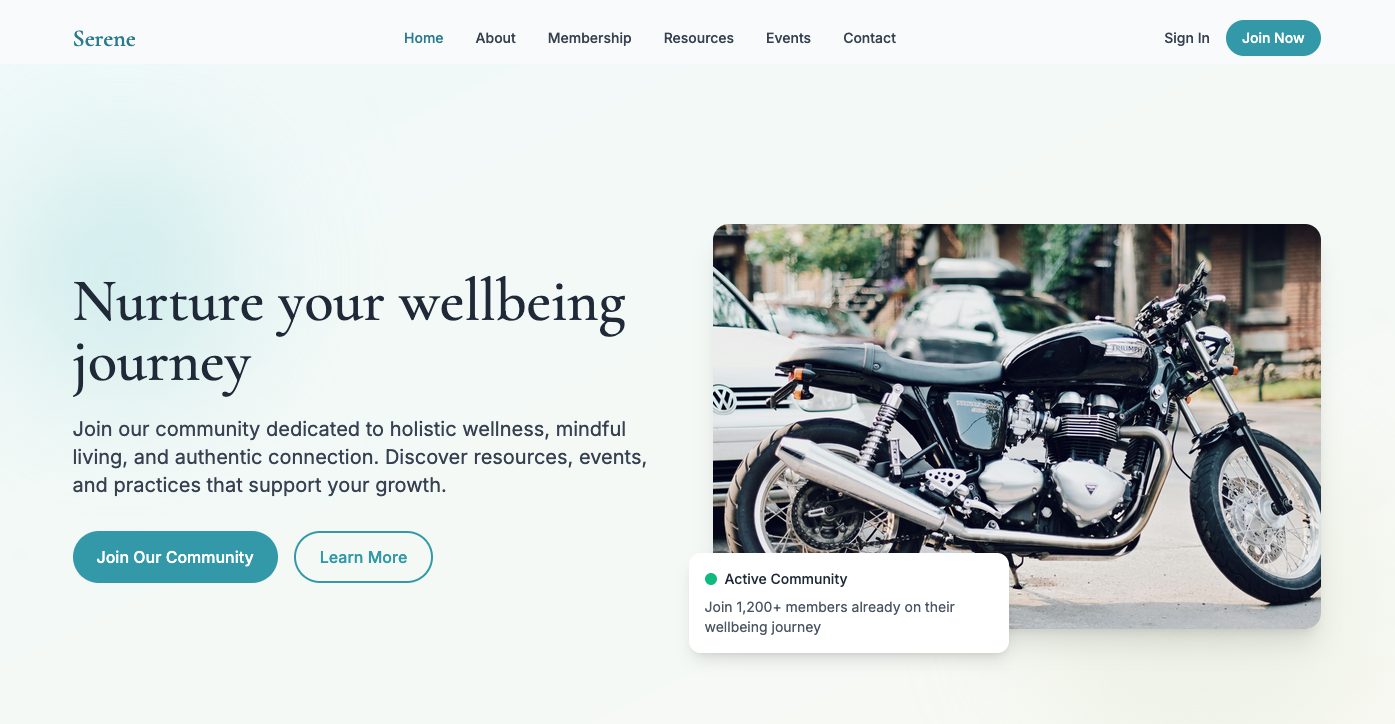 Serene
Home
About
Membership
Resources
Events
Contact
Sign In
Join Now
Nurture your wellbeing
journey
Join our community dedicated to holistic wellness, mindful
living, and authentic connection. Discover resources, events,
and practices that support your growth.
Join Our Community
Learn More
TRIUMPH
Active Community
Join 1,200+ members already on their
wellbeing journey